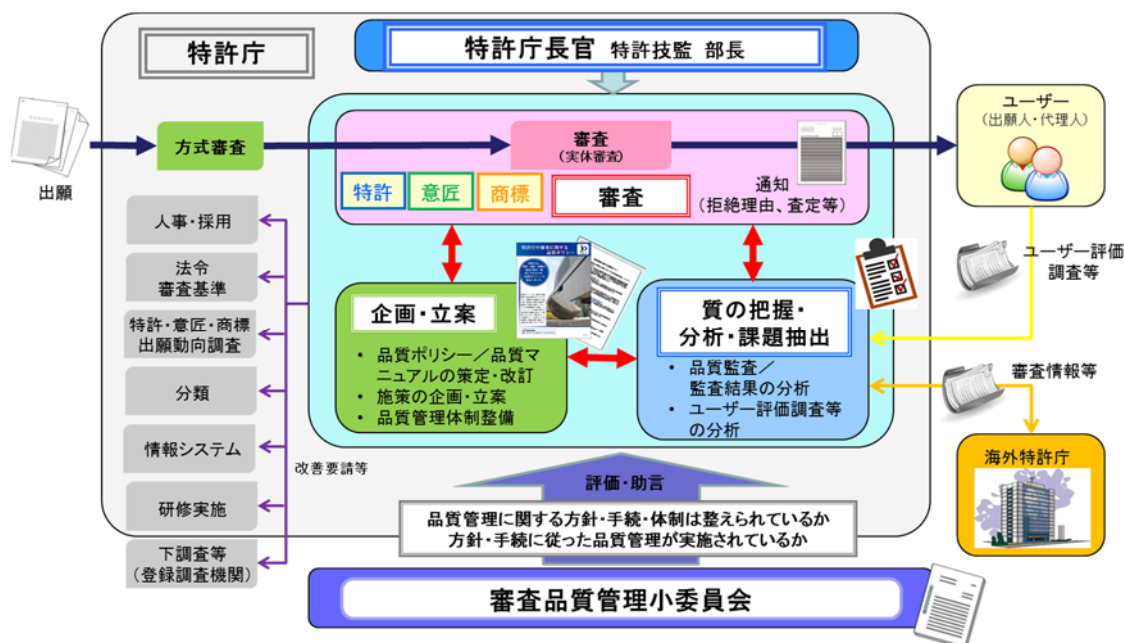 特許庁
特許庁長官 特許技監 部長
出願
方式審査
審査
(実体審査)
特許
意匠
商標
審査
通知
(拒絶理由、査定等)
ユーザー
(出願人・代理人)
ユーザー評価
調査等
人事・採用
法令
審査基準
特許・意匠・商標
出願動向調査
分類
情報システム
研修実施
下調査等
(登録調査機関)
改善要請等
企画・立案
• 品質ポリシー/品質マ
ニュアルの策定・改訂
• 施策の企画・立案
• 品質管理体制整備
質の把握・
分析・課題抽出
• 品質監査/
監査結果の分析
• ユーザー評価調査等
の分析
審査情報等
海外特許庁
評価・助言
品質管理に関する方針・手続・体制は整えられているか
方針・手続に従った品質管理が実施されているか
審査品質管理小委員会